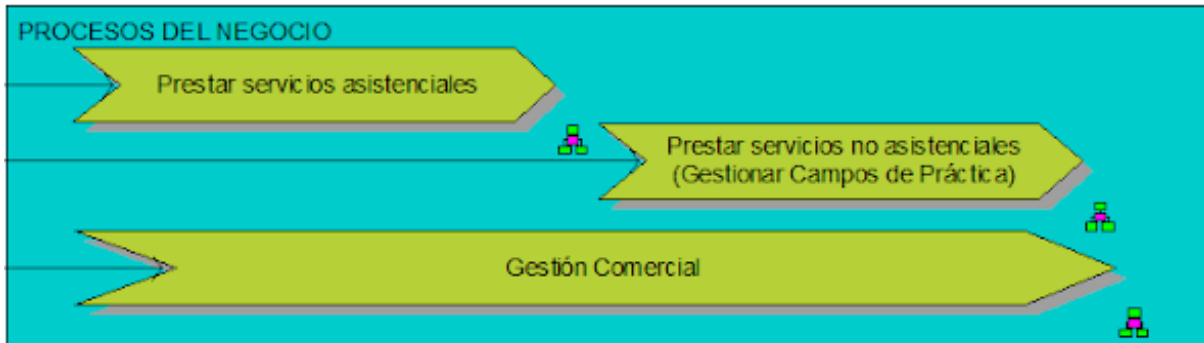 PROCESOS DEL NEGOCIO
Prestar servicios asistenciales
Prestar servicios no asistenciales
(Gestionar Campos de Práctica)
Gestión Comercial